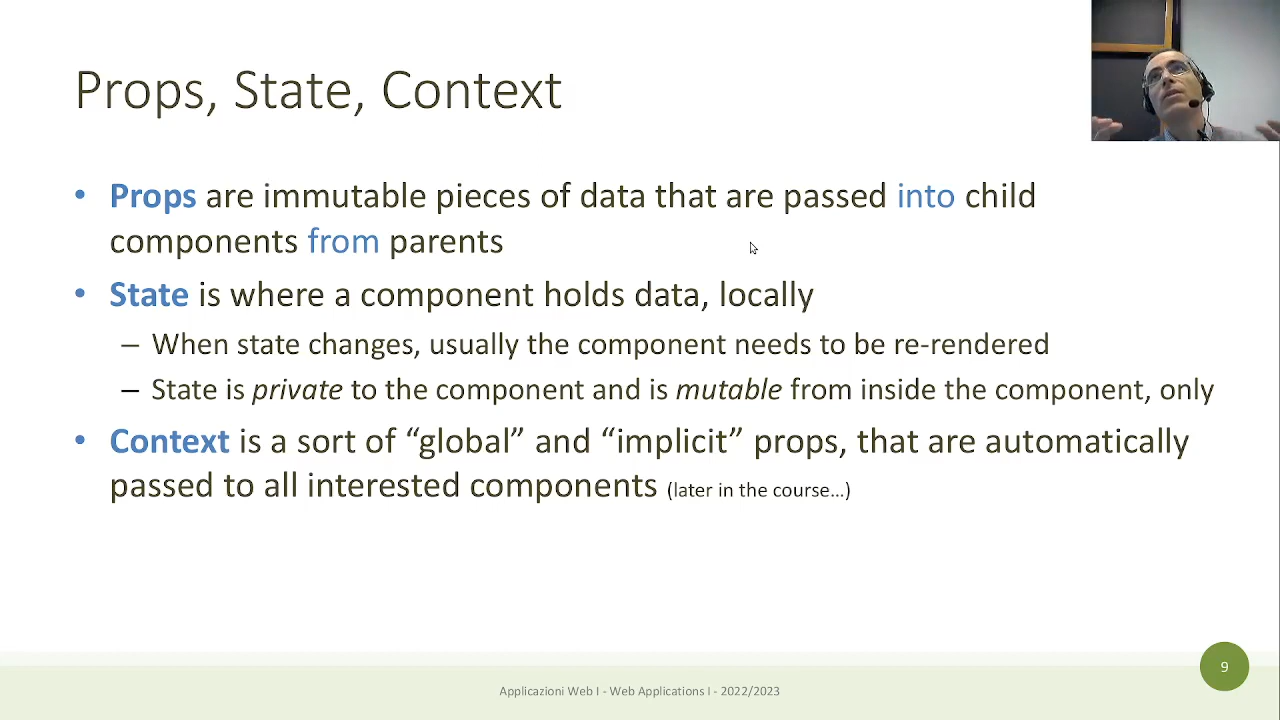 Props, State, Context
• Props are immutable pieces of data that are passed into child
components from parents
• State is where a component holds data, locally
– When state changes, usually the component needs to be re-rendered
– State is private to the component and is mutable from inside the component, only
• Context is a sort of “global” and “implicit” props, that are automatically
passed to all interested components (later in the course…)
9
Applicazioni Web I - Web Applications I - 2022/2023